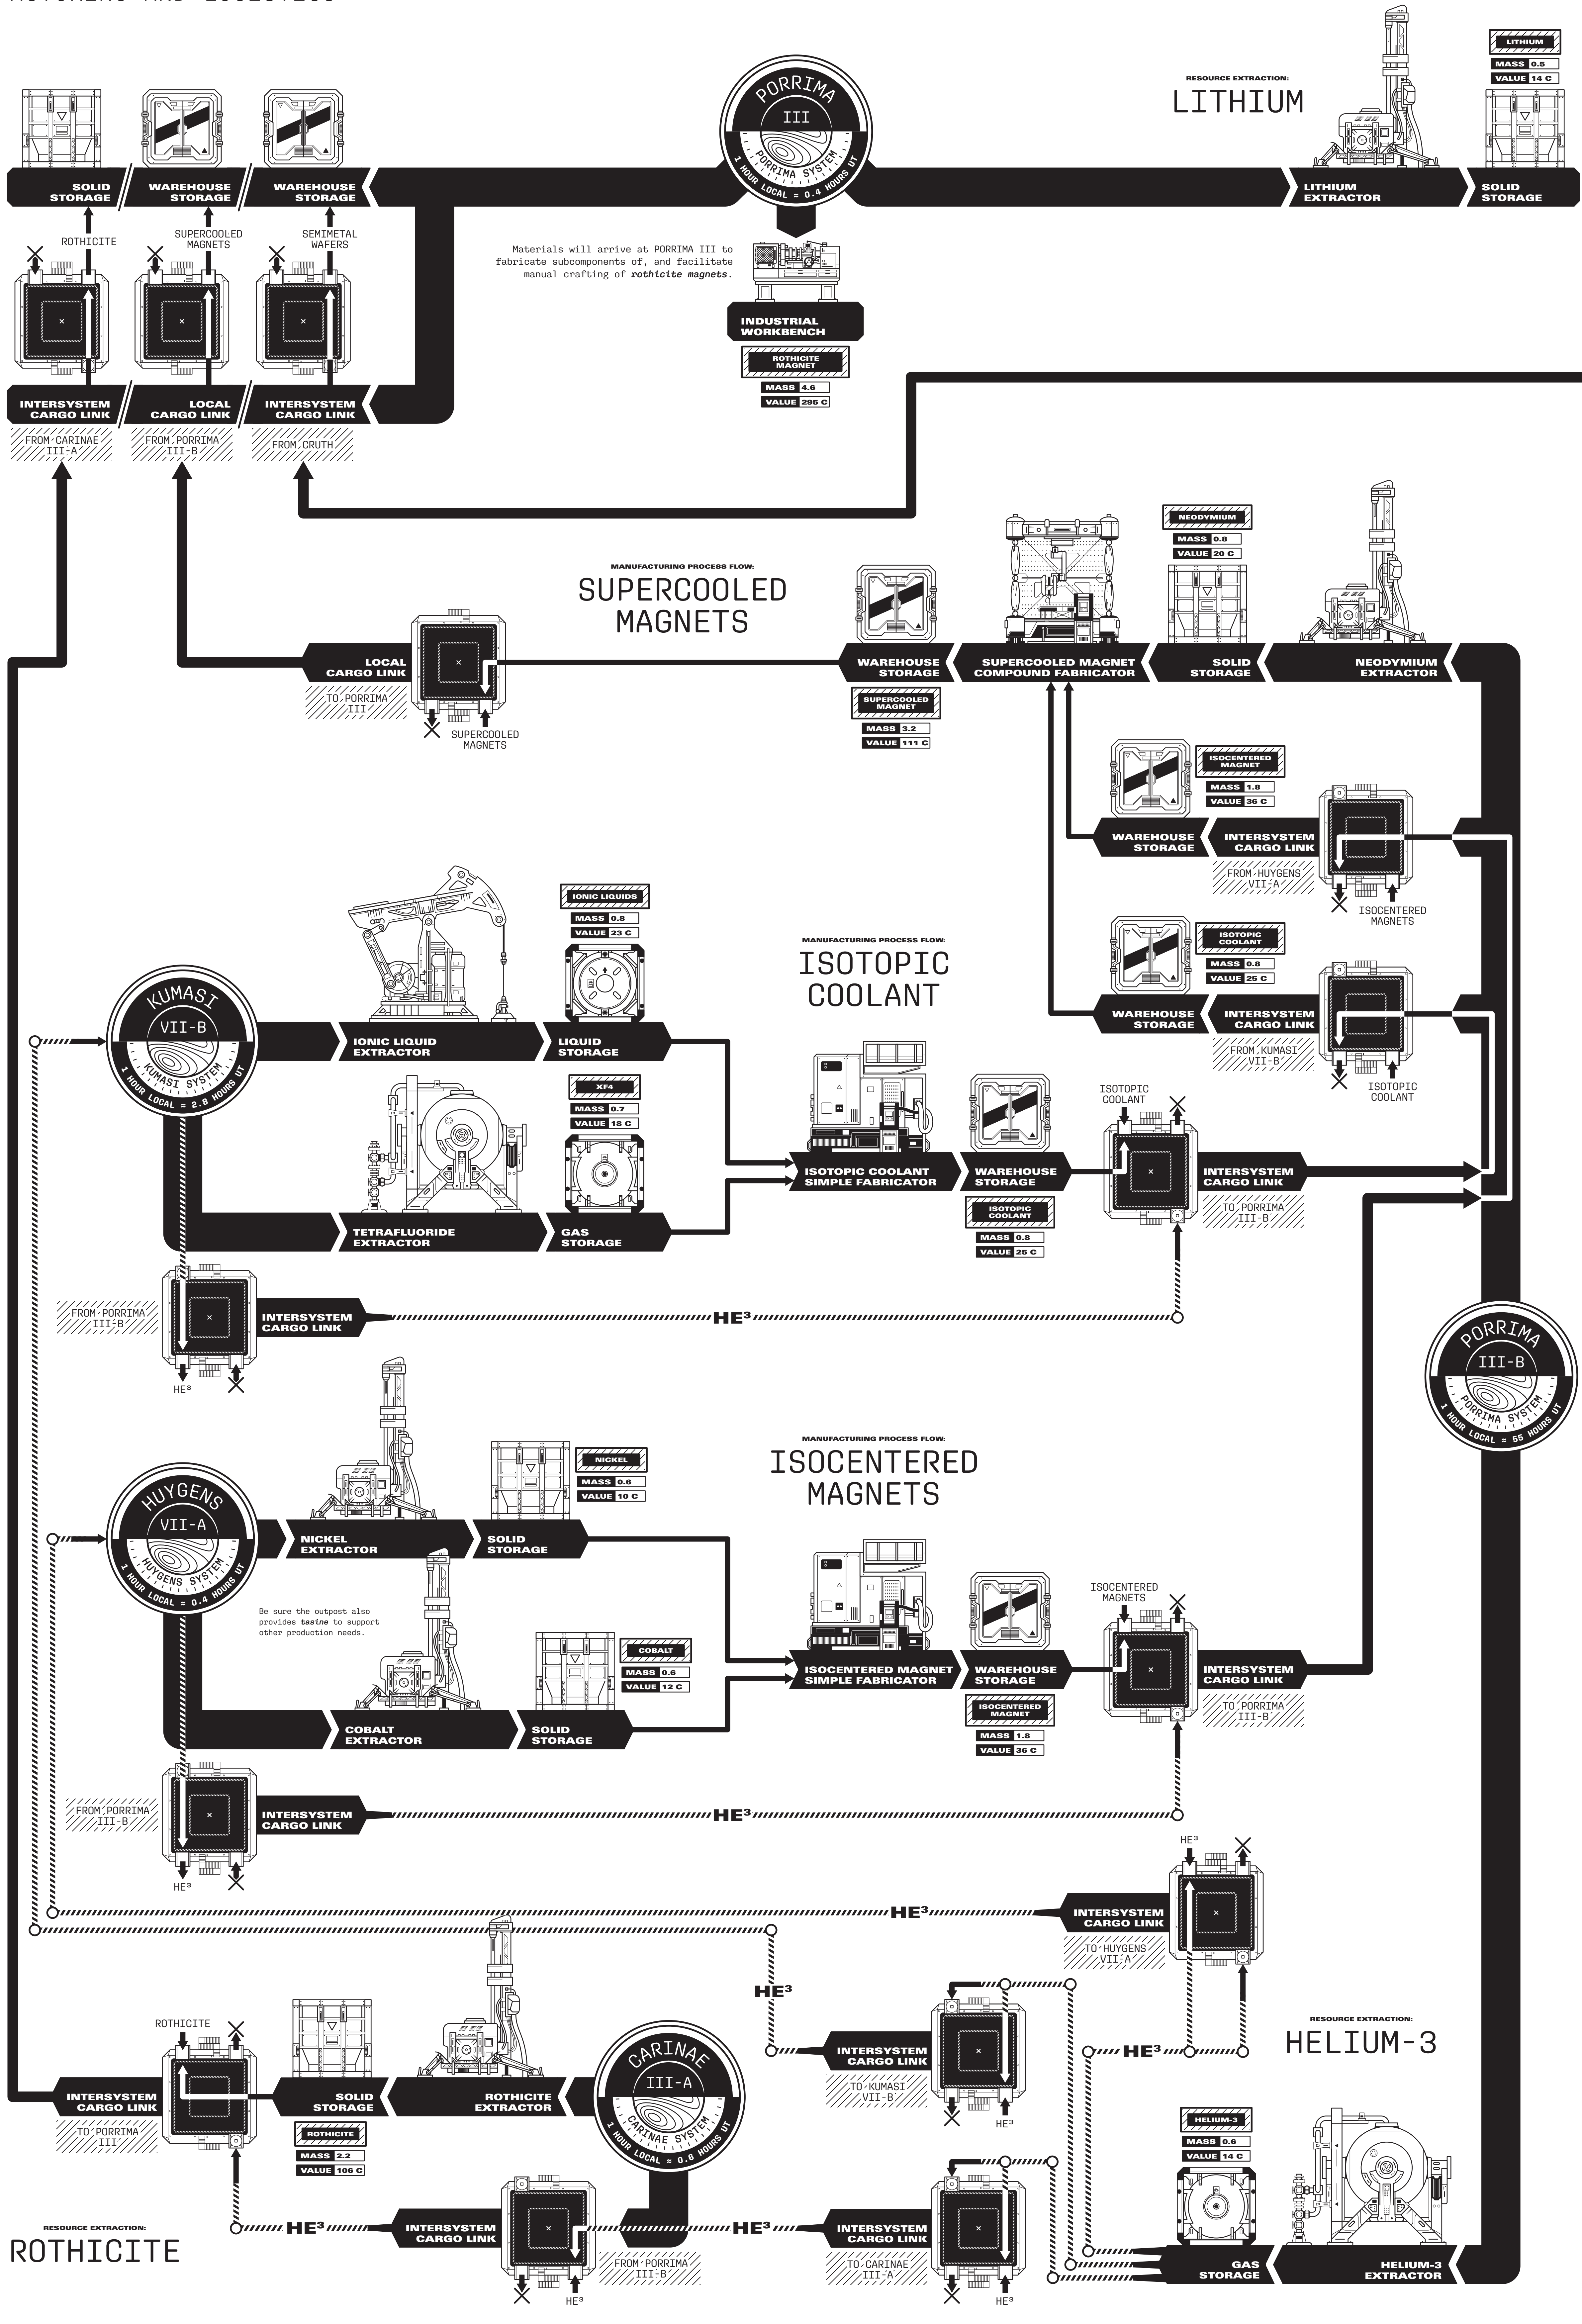 RESOURCE EXTRACTION:
LITHIUM
LITHIUM
MASS 0.5
VALUE 14 C
PORRIMA
III
PORRIMA SYSTEM
1 HOUR LOCAL ≈ 0.4 HOURS UT
SOLID
STORAGE
WAREHOUSE
STORAGE
WAREHOUSE
STORAGE
LITHIUM
EXTRACTOR
SOLID
STORAGE
ROTHICITE
SUPERCOOLED
MAGNETS
SEMIMETAL
WAFERS
Materials will arrive at PORRIMA III to
fabricate subcomponents of, and facilitate
manual crafting of rothicite magnets.
INDUSTRIAL
WORKBENCH
ROTHICITE
MAGNET
MASS 4.6
VALUE 295 C
INTERSYSTEM
CARGO LINK
LOCAL
CARGO LINK
INTERSYSTEM
CARGO LINK
FROM CARINAE
III-A
FROM PORRIMA
III-B
FROM CRUTH
MANUFACTURING PROCESS FLOW:
SUPERCOOLED
MAGNETS
NEODYMIUM
MASS 0.8
VALUE 20 C
LOCAL
CARGO LINK
TO PORRIMA
III
SUPERCOOLED
MAGNETS
WAREHOUSE
STORAGE
SUPERCOOLED MAGNET
COMPOUND FABRICATOR
SOLID
STORAGE
NEODYMIUM
EXTRACTOR
SUPERCOOLED
MAGNET
MASS 3.2
VALUE 111 C
ISOCENTERED
MAGNET
MASS 1.8
VALUE 36 C
WAREHOUSE
STORAGE
INTERSYSTEM
CARGO LINK
FROM HUYGENS
VII-A
ISOCENTERED
MAGNETS
ISOTOPIC
COOLANT
MASS 0.8
VALUE 25 C
WAREHOUSE
STORAGE
INTERSYSTEM
CARGO LINK
FROM KUMASI
VII-B
ISOTOPIC
COOLANT
IONIC LIQUIDS
MASS 0.8
VALUE 23 C
MANUFACTURING PROCESS FLOW:
ISOTOPIC
COOLANT
KUMASI
VII-B
KUMASI SYSTEM
1 HOUR LOCAL ≈ 2.8 HOURS UT
IONIC LIQUID
EXTRACTOR
LIQUID
STORAGE
XF4
MASS 0.7
VALUE 18 C
ISOTOPIC
COOLANT
ISOTOPIC COOLANT
SIMPLE FABRICATOR
WAREHOUSE
STORAGE
INTERSYSTEM
CARGO LINK
TO PORRIMA
III-B
ISOTOPIC
COOLANT
MASS 0.8
VALUE 25 C
TETRAFLUORIDE
EXTRACTOR
GAS
STORAGE
FROM PORRIMA
III-B
INTERSYSTEM
CARGO LINK
HE³
HE³
PORRIMA
III-B
PORRIMA SYSTEM
1 HOUR LOCAL ≈ 55 HOURS UT
MANUFACTURING PROCESS FLOW:
ISOCENTERED
MAGNETS
NICKEL
MASS 0.6
VALUE 10 C
HUYGENS
VII-A
HUYGENS SYSTEM
1 HOUR LOCAL ≈ 0.4 HOURS UT
NICKEL
EXTRACTOR
SOLID
STORAGE
Be sure the outpost also
provides tasine to support
other production needs.
COBALT
MASS 0.6
VALUE 12 C
ISOCENTERED
MAGNETS
ISOCENTERED MAGNET
SIMPLE FABRICATOR
WAREHOUSE
STORAGE
INTERSYSTEM
CARGO LINK
TO PORRIMA
III-B
ISOCENTERED
MAGNET
MASS 1.8
VALUE 36 C
COBALT
EXTRACTOR
SOLID
STORAGE
FROM PORRIMA
III-B
INTERSYSTEM
CARGO LINK
HE³
HE³
HE³
HE³
INTERSYSTEM
CARGO LINK
TO HUYGENS
VII-A
HE³
INTERSYSTEM
CARGO LINK
TO KUMASI
VII-B
HE³
HE³
RESOURCE EXTRACTION:
HELIUM-3
ROTHICITE
INTERSYSTEM
CARGO LINK
TO PORRIMA
III
SOLID
STORAGE
ROTHICITE
EXTRACTOR
CARINAE
III-A
CARINAE SYSTEM
1 HOUR LOCAL ≈ 0.6 HOURS UT
ROTHICITE
MASS 2.2
VALUE 106 C
HELIUM-3
MASS 0.6
VALUE 14 C
RESOURCE EXTRACTION:
ROTHICITE
HE³
INTERSYSTEM
CARGO LINK
FROM PORRIMA
III-B
HE³
HE³
INTERSYSTEM
CARGO LINK
TO CARINAE
III-A
HE³
GAS
STORAGE
HELIUM-3
EXTRACTOR